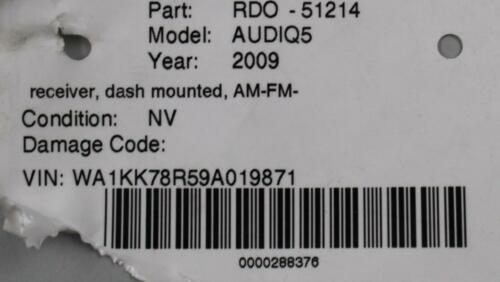 Part: RDO - 51214
Model: AUDIQ5
Year: 2009
receiver, dash mounted, AM-FM-
Condition: NV
Damage Code:
VIN: WA1KK78R59A019871
0000288376